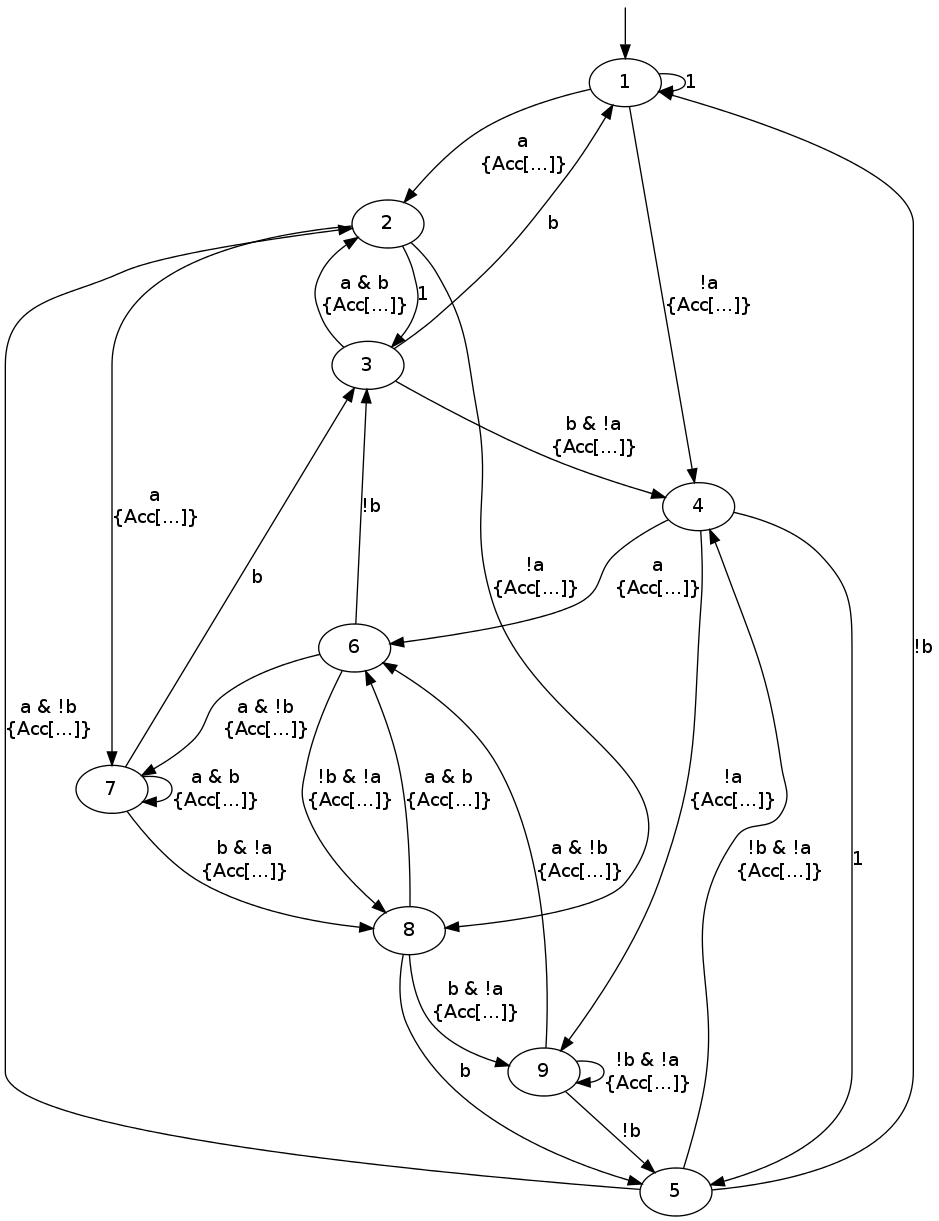 1
1
a
{Acc[...]}
2
b
a & b
{Acc[...]}
1
!a
{Acc[...]}
3
b & !a
{Acc[...]}
a
{Acc[...]}
4
!b
!a
{Acc[...]}
a
{Acc[...]}
b
6
!b
a & !b
{Acc[...]}
a & !b
{Acc[...]}
7
a & b
{Acc[...]}
!b & !a
{Acc[...]}
a & b
{Acc[...]}
!a
{Acc[...]}
b & !a
{Acc[...]}
a & !b
{Acc[...]}
!b & !a
{Acc[...]}
1
8
b & !a
{Acc[...]}
b
9
!b & !a
{Acc[...]}
!b
5